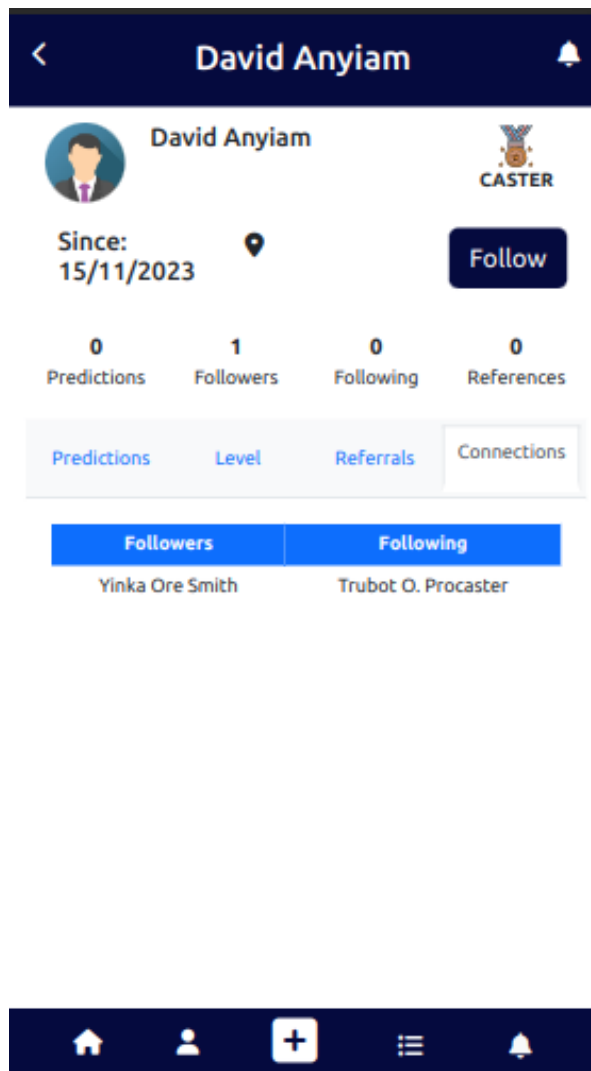 David Anyiam
David Anyiam
CASTER
Since:
15/11/2023
Follow
0 1 0 0
Predictions Followers Following References
Predictions Level Referrals Connections
Followers Following
Yinka Ore Smith Trubot O. Procaster